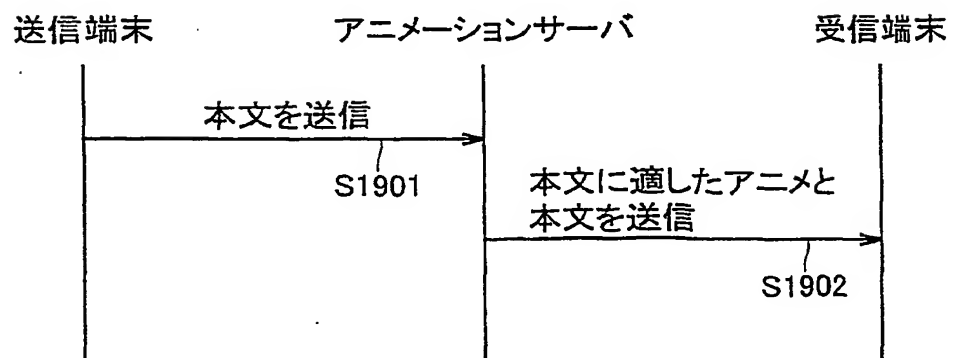 送信端末
アニメーションサーバ
受信端末
本文を送信
S1901
本文に適したアニメと
本文を送信
S1902